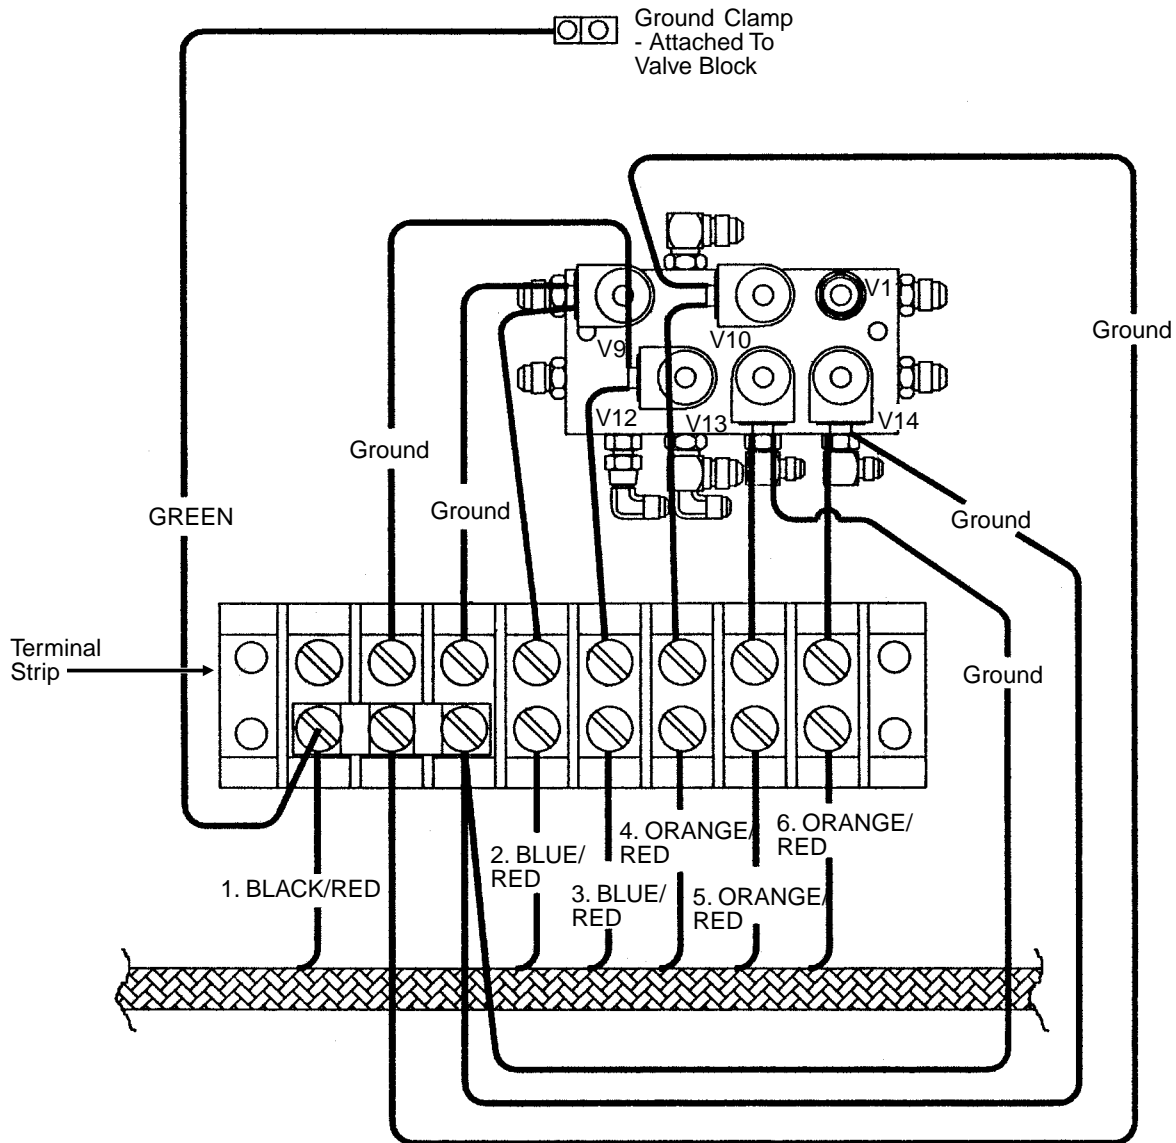 Ground Clamp
- Attached To
Valve Block
V11
V9
V10
Ground
V12
V13
V14
Ground
Ground
GREEN
Ground
Terminal
Strip
Ground
1. BLACK/RED
2. BLUE/
RED
3. BLUE/
RED
4. ORANGE/
RED
5. ORANGE/
RED
6. ORANGE/
RED